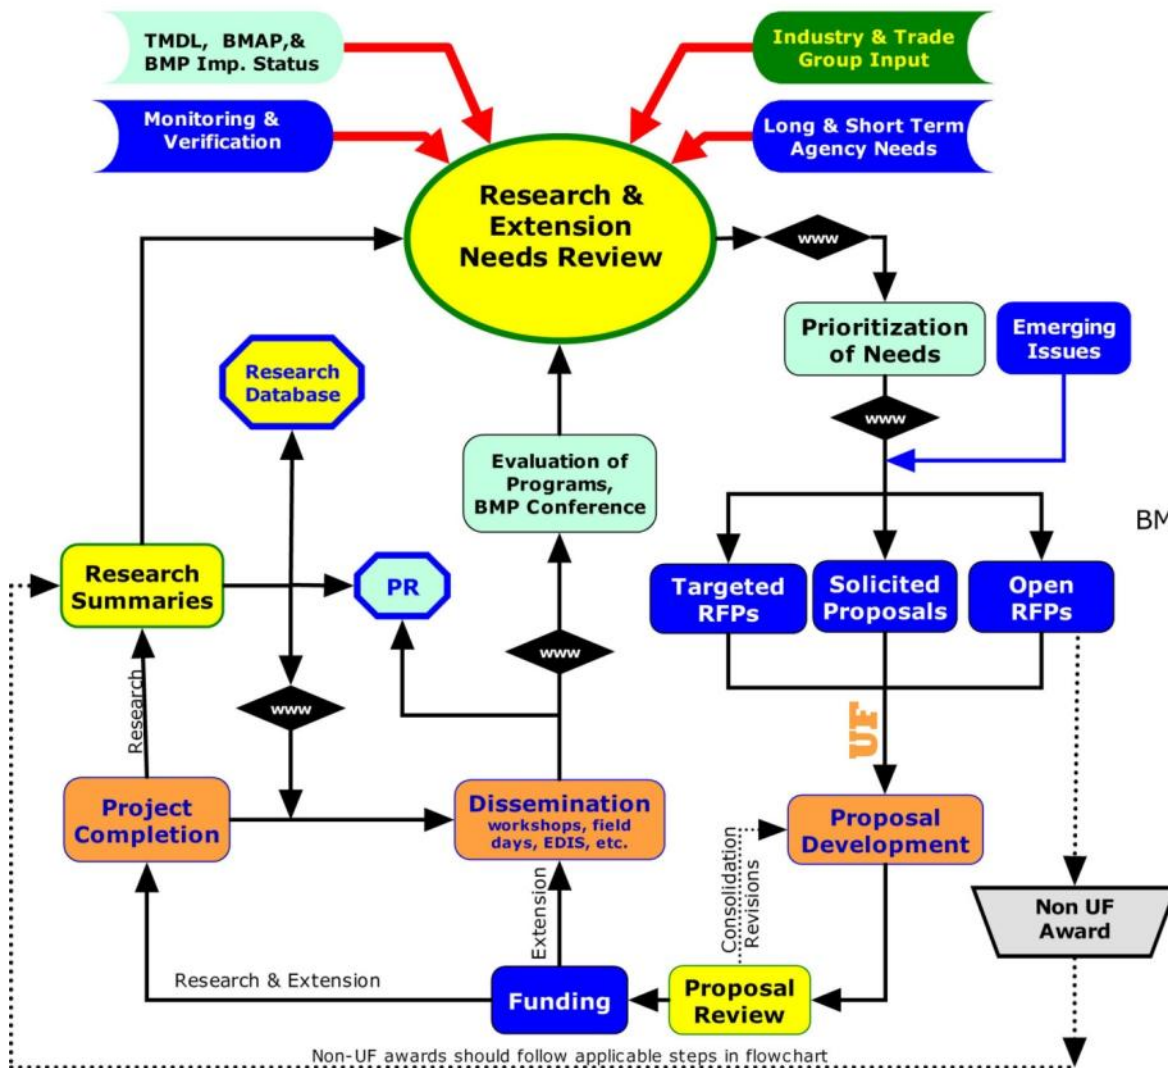 TMDL, BMAP,&
BMP Imp. Status
Industry & Trade
Group Input
Monitoring &
Verification
Long & Short Term
Agency Needs
Research &
Extension
Needs Review
www
Prioritization
of Needs
Emerging
Issues
Research
Database
www
Evaluation of
Programs,
BMP Conference
BM
Research
Summaries
PR
Targeted
RFPs
Solicited
Proposals
Open
RFPs
www
www
Research
UF
Project
Completion
Dissemination
workshops, field
days, EDIS, etc.
Proposal
Development
Consolidation
Revisions
Extension
Non UF
Award
Research & Extension
Funding
Proposal
Review
Non-UF awards should follow applicable steps in flowchart